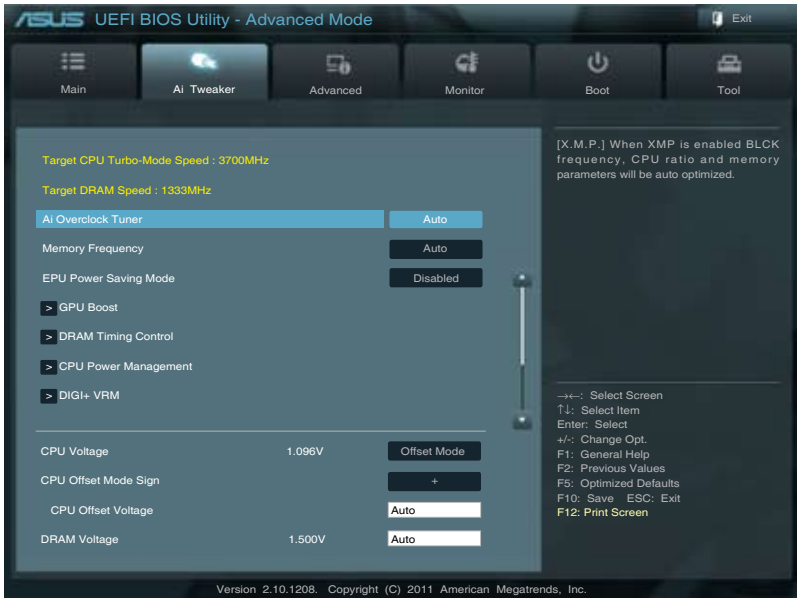 ASUS UEFI BIOS Utility - Advanced Mode
Exit
Main
Ai Tweaker
Advanced
Monitor
Boot
Tool
Target CPU Turbo-Mode Speed : 3700MHz
Target DRAM Speed : 1333MHz
Ai Overclock Tuner Auto
Memory Frequency Auto
EPU Power Saving Mode Disabled
> GPU Boost
> DRAM Timing Control
> CPU Power Management
> DIGI+ VRM
CPU Voltage 1.096V Offset Mode
CPU Offset Mode Sign +
CPU Offset Voltage Auto
DRAM Voltage 1.500V Auto
[X.M.P.] When XMP is enabled BLCK
frequency, CPU ratio and memory
parameters will be auto optimized.
→←: Select Screen
↑↓: Select Item
Enter: Select
+/-: Change Opt.
F1: General Help
F2: Previous Values
F5: Optimized Defaults
F10: Save ESC: Exit
F12: Print Screen
Version 2.10.1208. Copyright (C) 2011 American Megatrends, Inc.